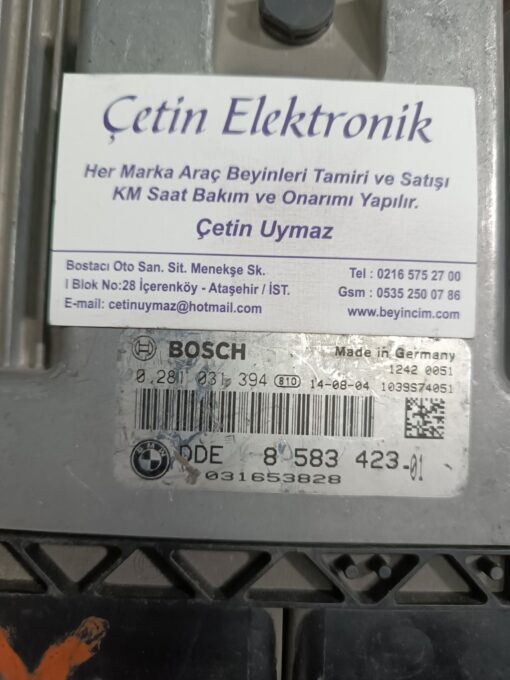 Çetin Elektronik
Her Marka Araç Beyinleri Tamiri ve Satışı
KM Saat Bakım ve Onarımı Yapılır.
Çetin Uymaz
Bostacı Oto San. Sit. Menekşe Sk.
I Blok No:28 İçerenköy - Ataşehir / İST.
E-mail: cetinuymaz@hotmail.com
Tel : 0216 575 27 00
Gsm : 0535 250 07 86
www.beyincim.com
BOSCH
Made in Germany
1242 0051
0.281 031 394 810 14-08-04 1039S74051
BMW
DDE 8 583 423-01
031653828